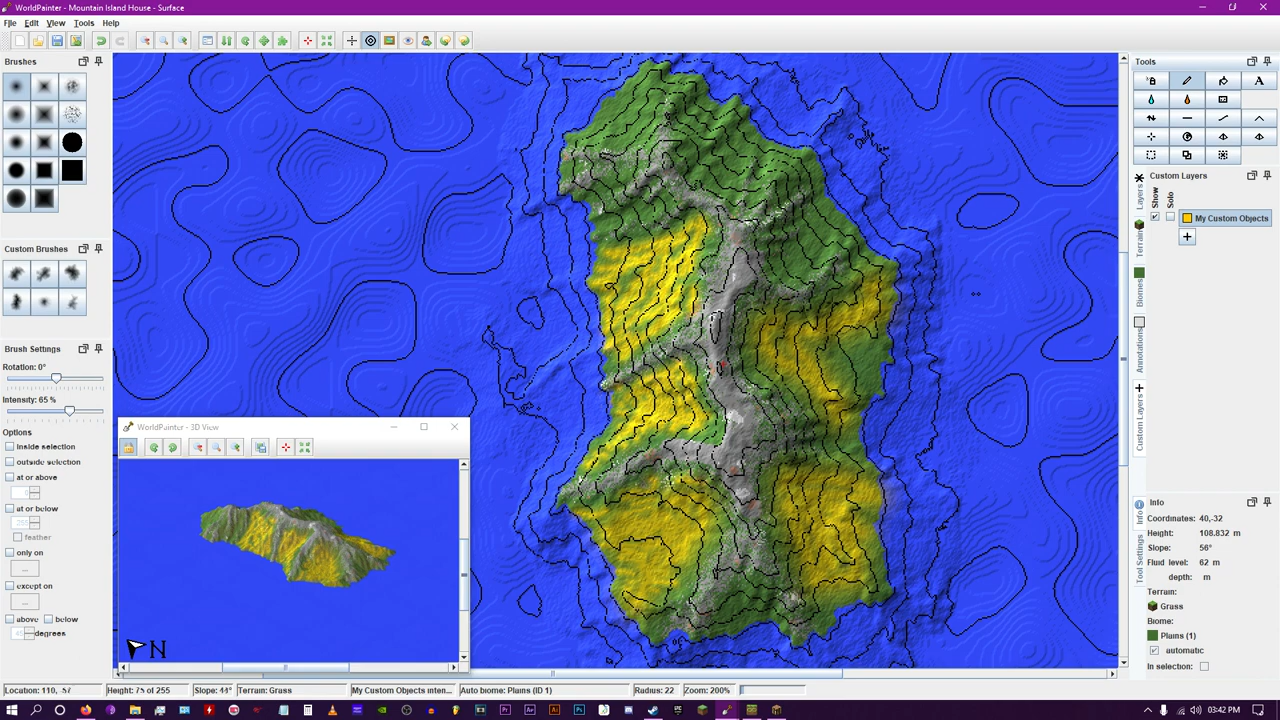 WorldPainter - Mountain Island House - Surface
File Edit View Tools Help
Brushes
Custom Brushes
Brush Settings
Rotation: 0°
Intensity: 65 %
Options
inside selection
outside selection
at or above
at or below
feather
only on
...
except on
...
above below
degrees
WorldPainter - 3D View
N
Tools
A
Layers
Terrain
Biomes
Annotations
Custom Layers
Custom Layers
Show
Solo
My Custom Objects
+
Info
Tool Settings
Info
Coordinates: 40,-32
Height: 108.832 m
Slope: 56°
Fluid level: 62 m
depth: m
Terrain:
Grass
Biome:
Plains (1)
automatic
In selection:
Location: 110, -57
Height: 75 of 255
Slope: 44°
Terrain: Grass
My Custom Objects inten...
Auto biome: Plains (ID 1)
Radius: 22
Zoom: 200%
03:42 PM